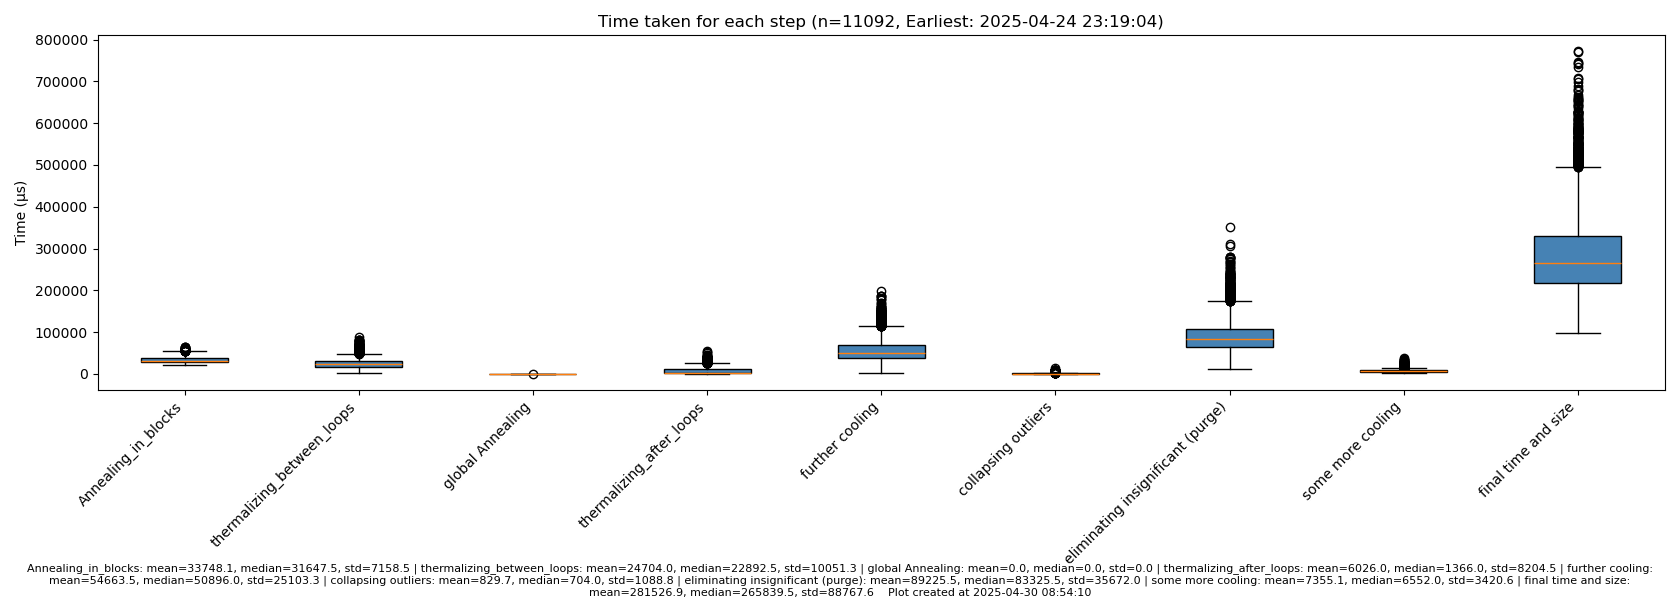 Time taken for each step (n=11092, Earliest: 2025-04-24 23:19:04)
800000
700000
600000
500000
400000
300000
200000
100000
0
Time (μs)
Annealing_in_blocks
thermalizing_between_loops
global Annealing
thermalizing_after_loops
further cooling
collapsing outliers
eliminating insignificant (purge)
some more cooling
final time and size
Annealing_in_blocks: mean=33748.1, median=31647.5, std=7158.5 | thermalizing_between_loops: mean=24704.0, median=22892.5, std=10051.3 | global Annealing: mean=0.0, median=0.0, std=0.0 | thermalizing_after_loops: mean=6026.0, median=1366.0, std=8204.5 | further cooling:
mean=54663.5, median=50896.0, std=25103.3 | collapsing outliers: mean=829.7, median=704.0, std=1088.8 | eliminating insignificant (purge): mean=89225.5, median=83325.5, std=35672.0 | some more cooling: mean=7355.1, median=6552.0, std=3420.6 | final time and size:
mean=281526.9, median=265839.5, std=88767.6    Plot created at 2025-04-30 08:54:10